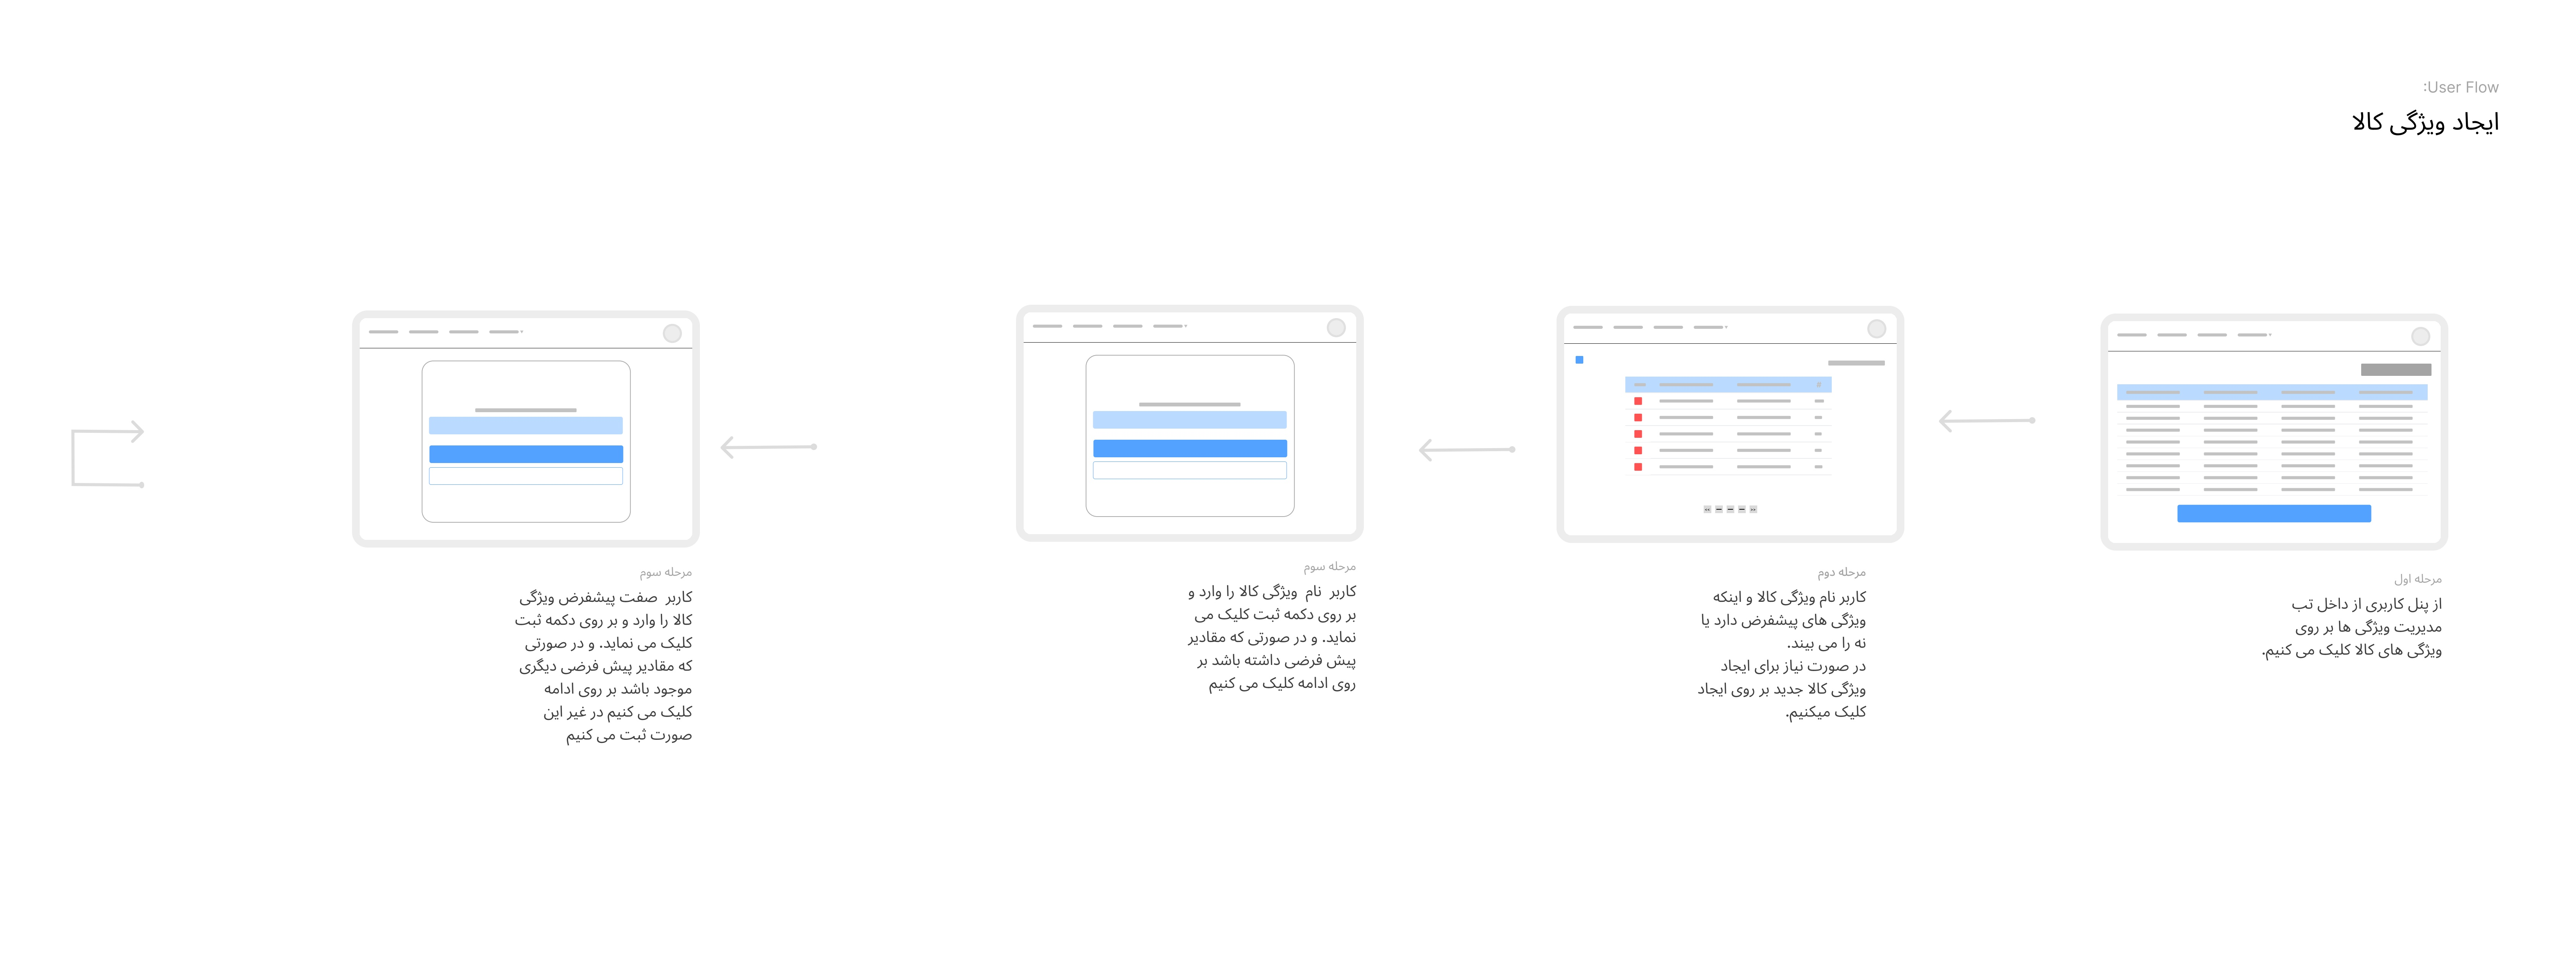 User Flow:
ایجاد ویژگی کالا
مرحله اول
از پنل کاربری از داخل تب
مدیریت ویژگی ها بر روی
ویژگی های کالا کلیک می کنیم.
مرحله دوم
کاربر نام ویژگی کالا و اینکه
ویژگی های پیشفرض دارد یا
نه را می بیند.
در صورت نیاز برای ایجاد
ویژگی کالا جدید بر روی ایجاد
کلیک میکنیم.
مرحله سوم
کاربر  نام  ویژگی کالا را وارد و
بر روی دکمه ثبت کلیک می
نماید. و در صورتی که مقادیر
پیش فرضی داشته باشد بر
روی ادامه کلیک می کنیم
مرحله سوم
کاربر  صفت پیشفرض ویژگی
کالا را وارد و بر روی دکمه ثبت
کلیک می نماید. و در صورتی
که مقادیر پیش فرضی دیگری
موجود باشد بر روی ادامه
کلیک می کنیم در غیر این
صورت ثبت می کنیم